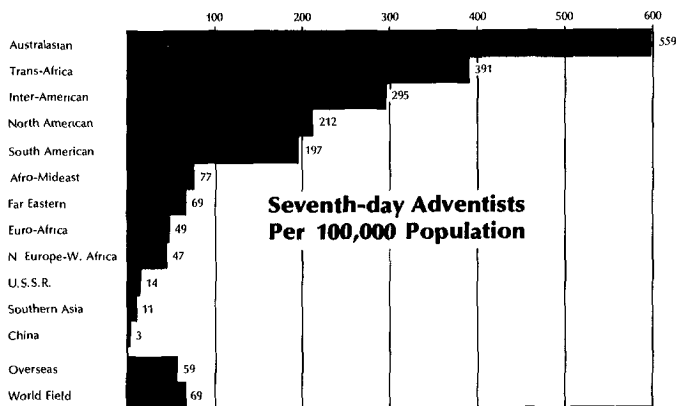 100 200 300 400 500 600
Australasian 559
Trans-Africa 391
Inter-American 295
North American 212
South American 197
Afro-Mideast 77
Far Eastern 69
Seventh-day Adventists
Per 100,000 Population
Euro-Africa 49
N Europe-W. Africa 47
U.S.S.R. 14
Southern Asia 11
China 3
Overseas 59
World Field 69